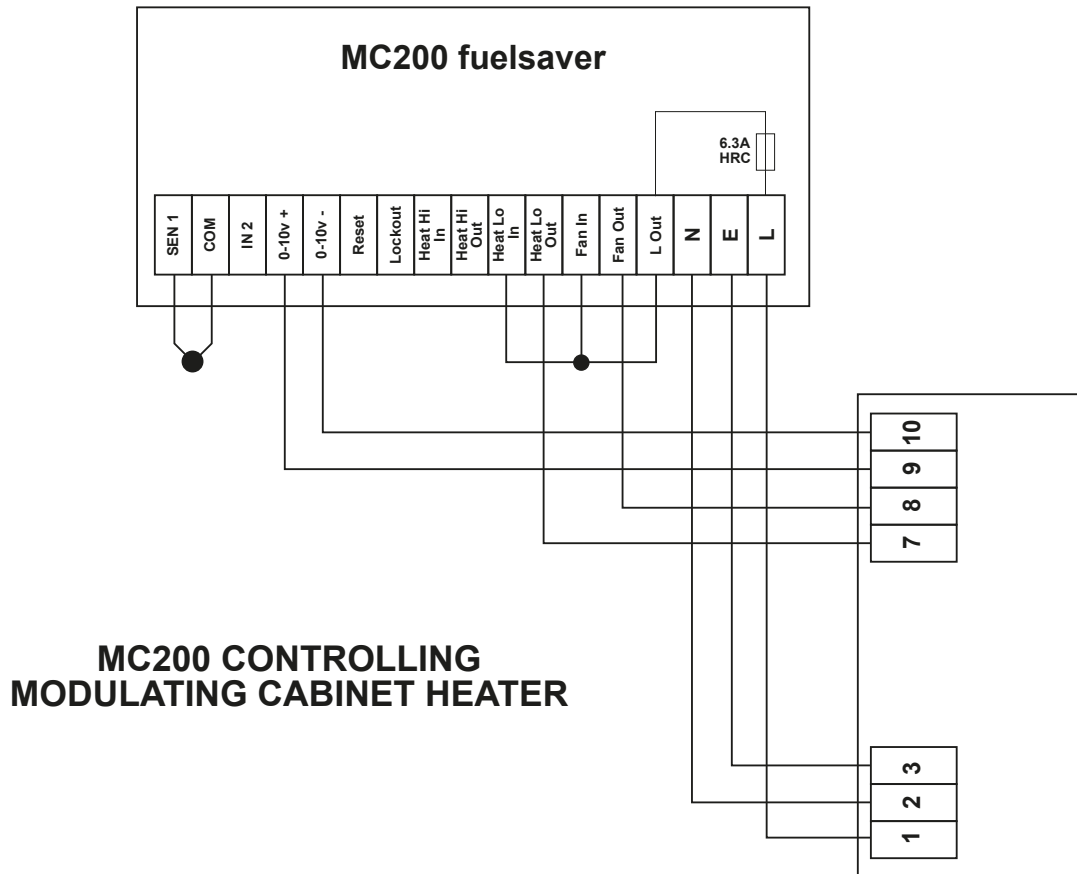 MC200 fuelsaver
6.3A
HRC
SEN 1
COM
IN 2
0-10v +
0-10v -
Reset
Lockout
Heat Hi
In
Heat Hi
Out
Heat Lo
In
Heat Lo
Out
Fan In
Fan Out
L Out
N
E
L
10
9
8
7
MC200 CONTROLLING
MODULATING CABINET HEATER
3
2
1